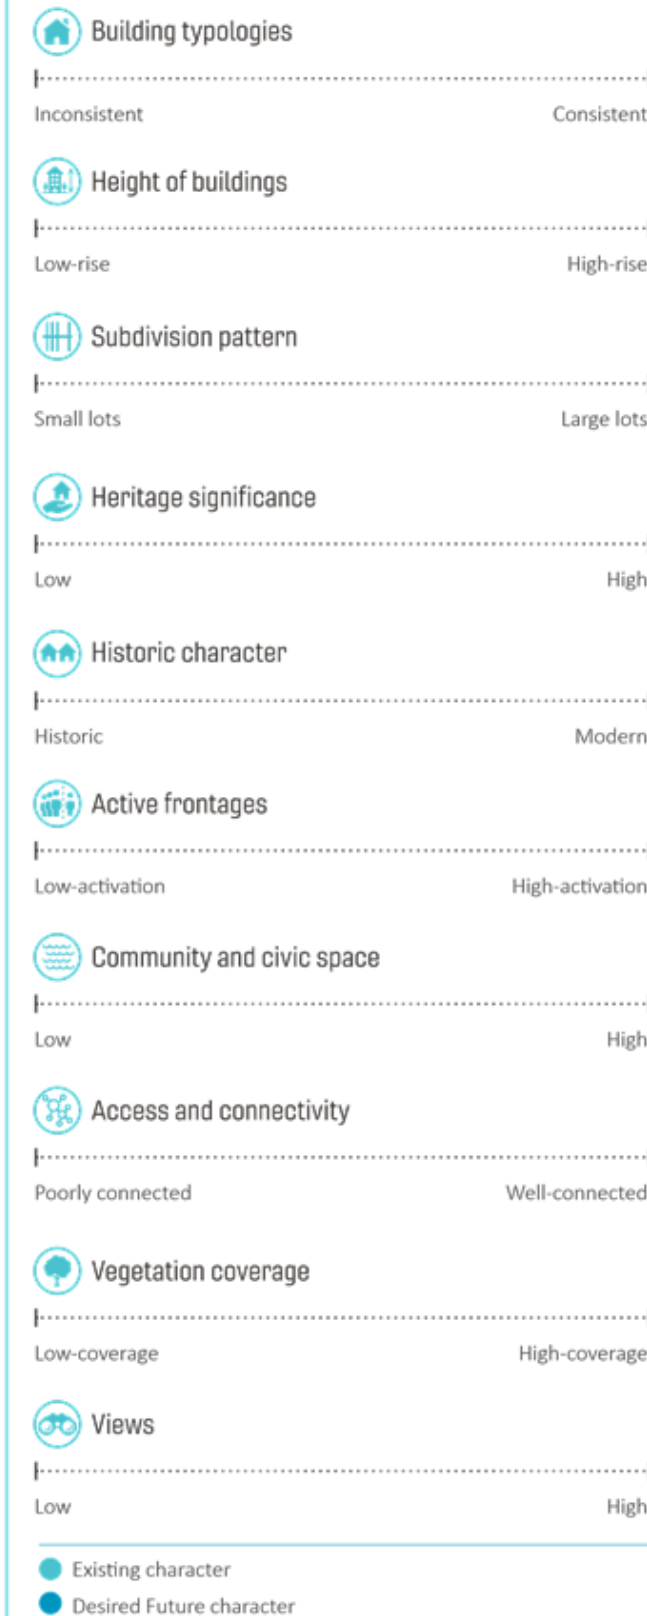 Building typologies
Inconsistent Consistent
Height of buildings
Low-rise High-rise
Subdivision pattern
Small lots Large lots
Heritage significance
Low High
Historic character
Historic Modern
Active frontages
Low-activation High-activation
Community and civic space
Low High
Access and connectivity
Poorly connected Well-connected
Vegetation coverage
Low-coverage High-coverage
Views
Low High
Existing character
Desired Future character